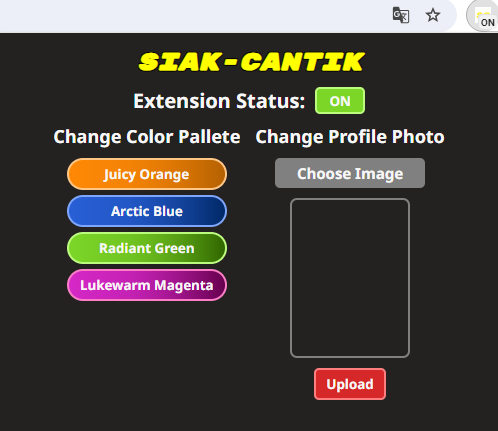 ON
SIAK-CANTIK
Extension Status: ON
Change Color Pallete
Juicy Orange
Arctic Blue
Radiant Green
Lukewarm Magenta
Change Profile Photo
Choose Image
Upload